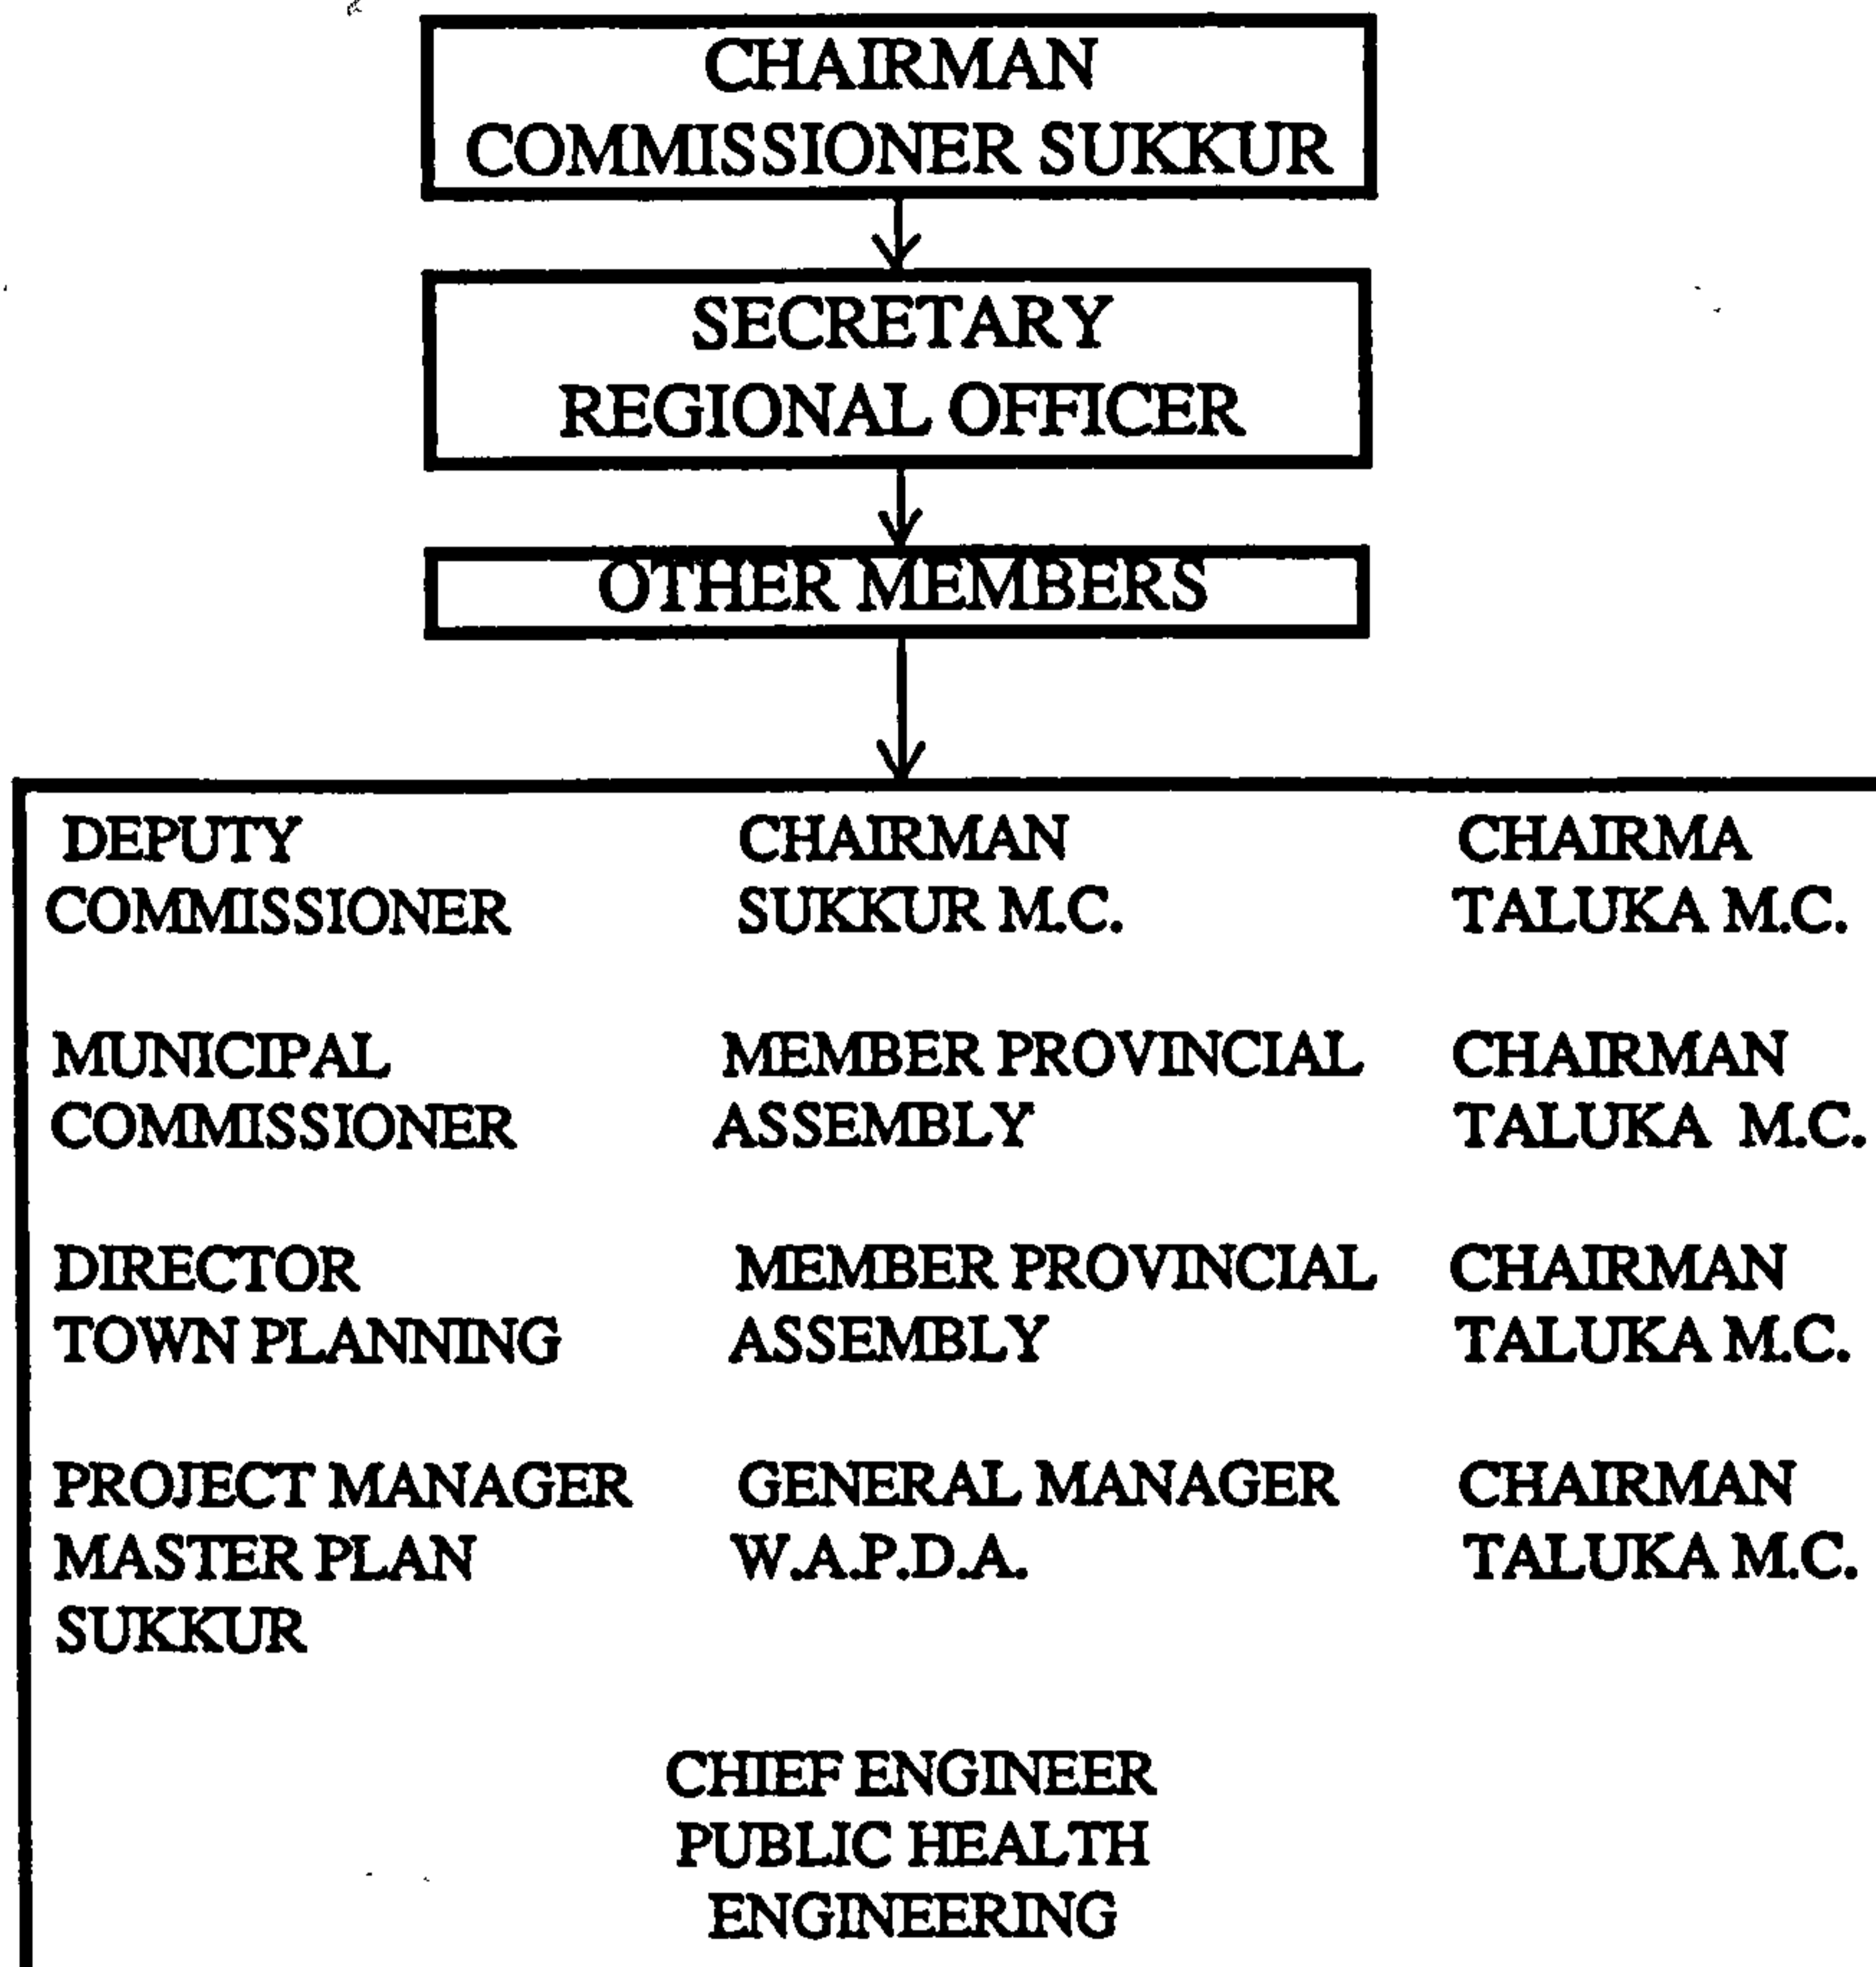 CHAIRMAN
COMMISSIONER SUKKUR
SECRETARY
REGIONAL OFFICER
OTHER MEMBERS
DEPUTY
COMMISSIONER
CHAIRMAN
SUKKUR M.C.
CHAIRMA
TALUKA M.C.
MUNICIPAL
COMMISSIONER
MEMBER PROVINCIAL
ASSEMBLY
CHAIRMAN
TALUKA M.C.
DIRECTOR
TOWN PLANNING
MEMBER PROVINCIAL
ASSEMBLY
CHAIRMAN
TALUKA M.C.
PROJECT MANAGER
MASTER PLAN
SUKKUR
GENERAL MANAGER
W.A.P.D.A.
CHAIRMAN
TALUKA M.C.
CHIEF ENGINEER
PUBLIC HEALTH
ENGINEERING